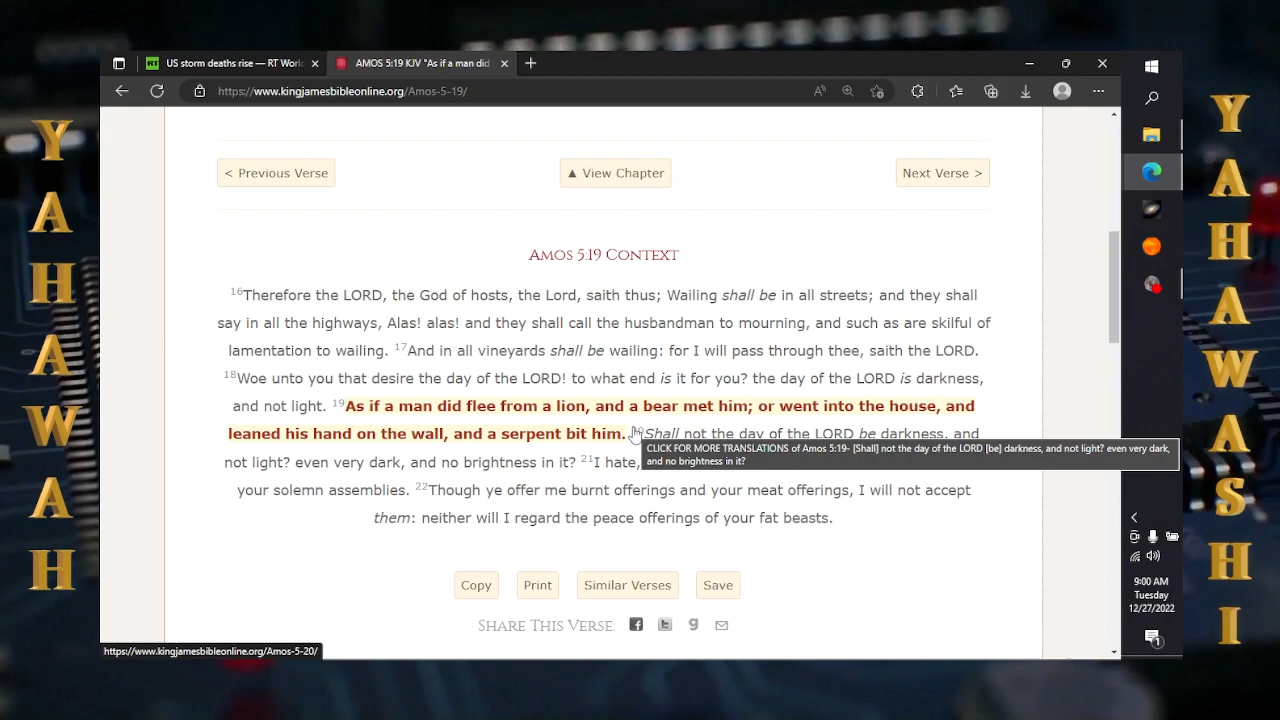 YAHAWAH
US storm deaths rise — RT Worl
AMOS 5:19 KJV "As if a man did
https://www.kingjamesbibleonline.org/Amos-5-19/
< Previous Verse
▲ View Chapter
Next Verse >
Amos 5:19 Context
16Therefore the LORD, the God of hosts, the Lord, saith thus; Wailing shall be in all streets; and they shall
say in all the highways, Alas! alas! and they shall call the husbandman to mourning, and such as are skilful of
lamentation to wailing. 17And in all vineyards shall be wailing: for I will pass through thee, saith the LORD.
18Woe unto you that desire the day of the LORD! to what end is it for you? the day of the LORD is darkness,
and not light. 19As if a man did flee from a lion, and a bear met him; or went into the house, and
leaned his hand on the wall, and a serpent bit him. Shall not the day of the LORD be darkness, and
CLICK FOR MORE TRANSLATIONS of Amos 5:19- [Shall] not the day of the LORD [be] darkness, and not light? even very dark,
and no brightness in it?
not light? even very dark, and no brightness in it? 21I hate,
your solemn assemblies. 22Though ye offer me burnt offerings and your meat offerings, I will not accept
them: neither will I regard the peace offerings of your fat beasts.
Copy
Print
Similar Verses
Save
Share This Verse:
https://www.kingjamesbibleonline.org/Amos-5-20/
9:00 AM
Tuesday
12/27/2022
1
YAHAWASHI